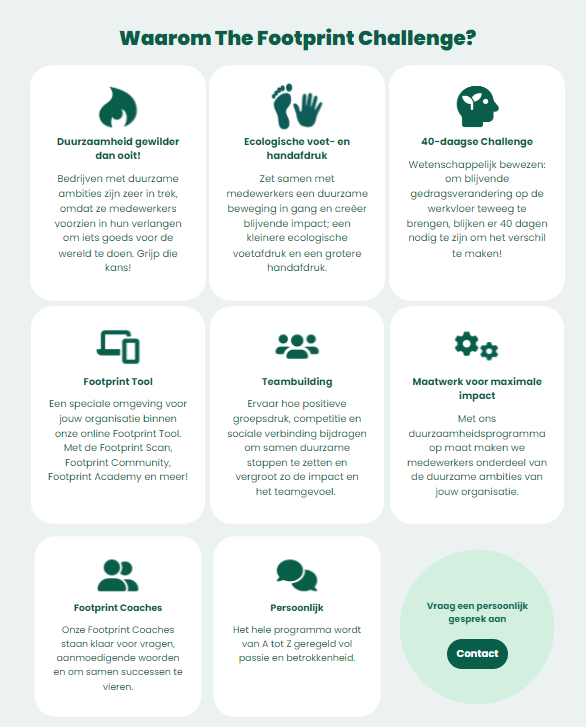 Waarom The Footprint Challenge?
Duurzaamheid gewilder
dan ooit!
Bedrijven met duurzame
ambities zijn zeer in trek,
omdat ze medewerkers
voorzien in hun verlangen
om iets goeds voor de
wereld te doen. Grijp die
kans!
Ecologische voet- en
handafdruk
Zet samen met
medewerkers een duurzame
beweging in gang en creëer
blijvende impact; een
kleinere ecologische
voetafdruk en een grotere
handafdruk.
40-daagse Challenge
Wetenschappelijk bewezen:
om blijvende
gedragsverandering op de
werkvloer teweeg te
brengen, blijken er 40 dagen
nodig te zijn om het verschil
te maken!
Footprint Tool
Een speciale omgeving voor
jouw organisatie binnen
onze online Footprint Tool.
Met de Footprint Scan,
Footprint Community,
Footprint Academy en meer!
Teambuilding
Ervaar hoe positieve
groepsdruk, competitie en
sociale verbinding bijdragen
om samen duurzame
stappen te zetten en
vergroot zo de impact en
het teamgevoel.
Maatwerk voor maximale
impact
Met ons
duurzaamheidsprogramma
op maat maken we
medewerkers onderdeel van
de duurzame ambities van
jouw organisatie.
Footprint Coaches
Onze Footprint Coaches
staan klaar voor vragen,
aanmoedigende woorden
en om samen successen te
vieren.
Persoonlijk
Het hele programma wordt
van A tot Z geregeld vol
passie en betrokkenheid.
Vraag een persoonlijk
gesprek aan
Contact